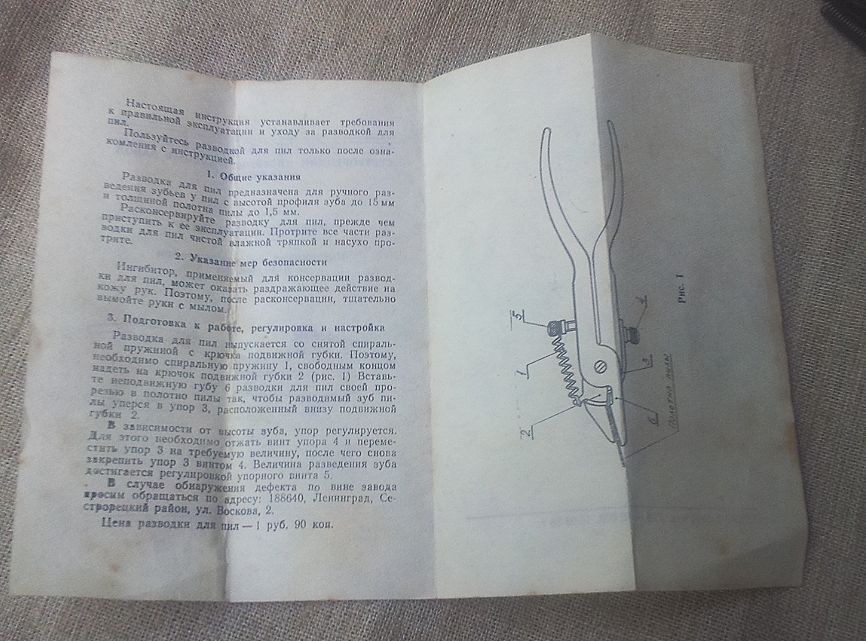 Настоящая инструкция устанавливает требования
к правильной эксплуатации и уходу за разводкой для
пил.
Пользуйтесь разводкой для пил только после озна-
комления с инструкцией.
1. Общие указания
Разводка для пил предназначена для ручного раз-
ведения зубьев у пил с высотой профиля зуба до 15 мм
и толщиной полотна пилы до 1,5 мм.
Расконсервируйте разводку для пил, прежде чем
приступить к ее эксплуатации. Протрите все части раз-
водки для пил чистой влажной тряпкой и насухо про-
трите.
2. Указание мер безопасности
Ингибитор, применяемый для консервации развод-
ки для пил, может оказать раздражающее действие на
кожу рук. Поэтому, после расконсервации, тщательно
вымойте руки с мылом.
3. Подготовка к работе, регулировка и настройка
Разводка для пил выпускается со снятой спираль-
ной пружиной с крючка подвижной губки. Поэтому,
необходимо спиральную пружину 1, свободным концом
надеть на крючок подвижной губки 2 (рис. 1) Вставь-
те неподвижную губу 6 разводки для пил своей про-
резью в полотно пилы так, чтобы разводимый зуб пи-
лы уперся в упор 3, расположенный внизу подвижной
губки 2.
В зависимости от высоты зуба, упор регулируется.
Для этого необходимо отжать винт упора 4 и переме-
стить упор 3 на требуемую величину, после чего снова
закрепить упор 3 винтом 4. Величина разведения зуба
достигается регулировкой упорного винта 5.
В случае обнаружения дефекта по вине завода
просим обращаться по адресу: 188640, Ленинград, Се-
строрецкий район, ул. Воскова, 2.
Цена разводки для пил — 1 руб. 90 коп.
5
4
1
3
2
6
Полотно пилы
Рис. 1